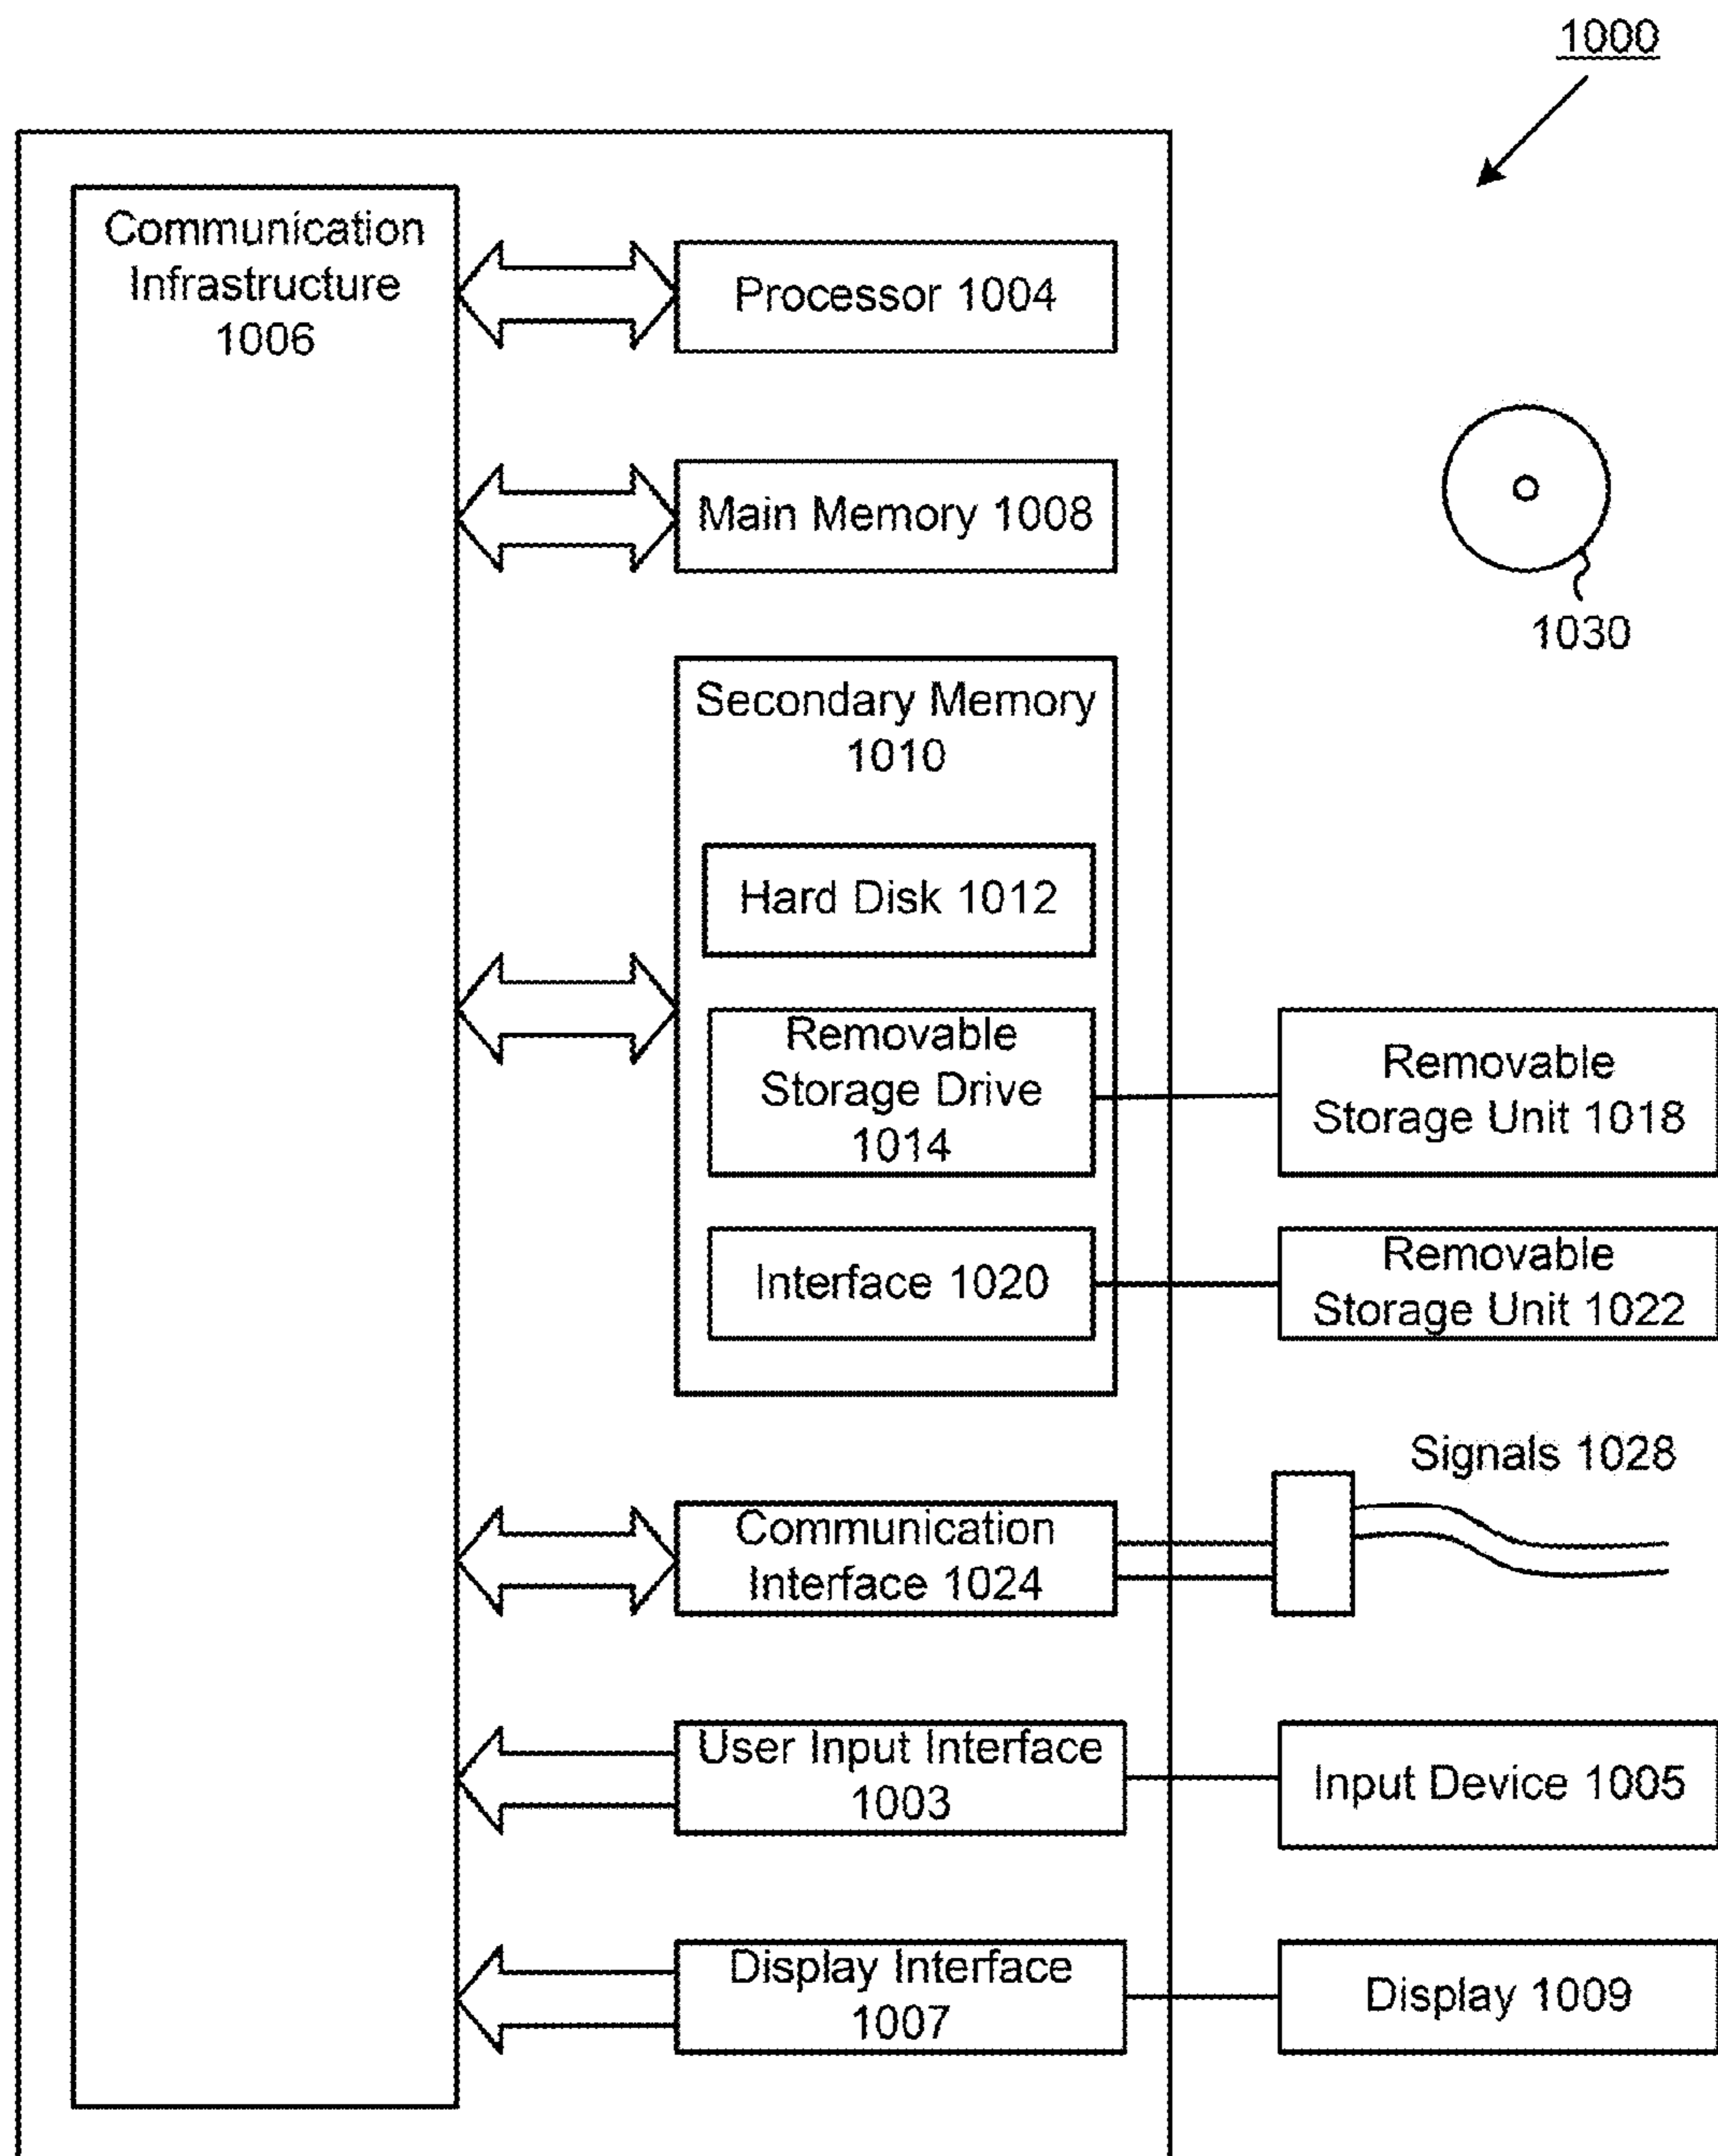 1000
Communication
Infrastructure
1006
Processor 1004
Main Memory 1008
1030
Secondary Memory
1010
Hard Disk 1012
Removable
Storage Drive
1014
Removable
Storage Unit 1018
Interface 1020
Removable
Storage Unit 1022
Signals 1028
Communication
Interface 1024
User Input Interface
1003
Input Device 1005
Display Interface
1007
Display 1009